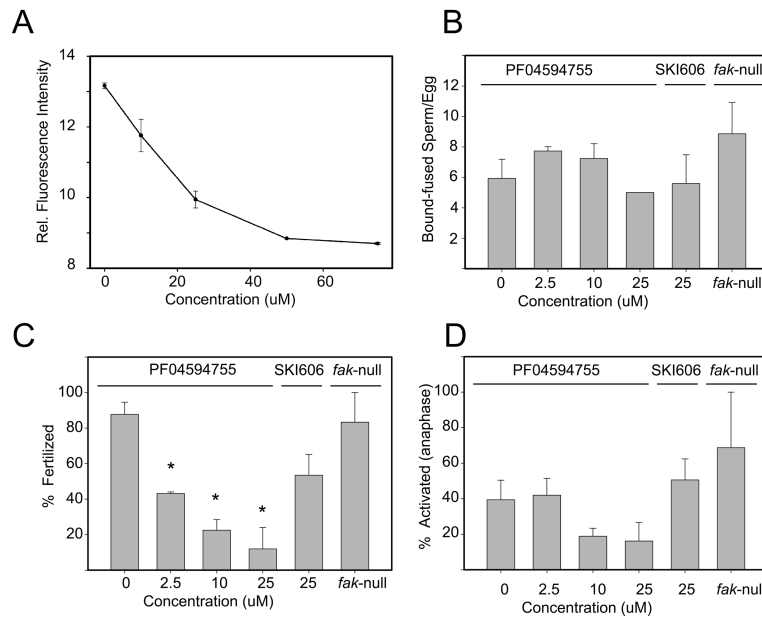 A
14
12
10
8
Rel. Fluorescence Intensity
0 20 40 60
Concentration (uM)
B
PF04594755 SKI606 fak-null
12
10
8
6
4
2
Bound-fused Sperm/Egg
0 2.5 10 25 25 fak-null
Concentration (uM)
C
PF04594755 SKI606 fak-null
100
80
60
40
20
% Fertilized
* * *
0 2.5 10 25 25 fak-null
Concentration (uM)
D
PF04594755 SKI606 fak-null
100
80
60
40
20
% Activated (anaphase)
0 2.5 10 25 25 fak-null
Concentration (uM)